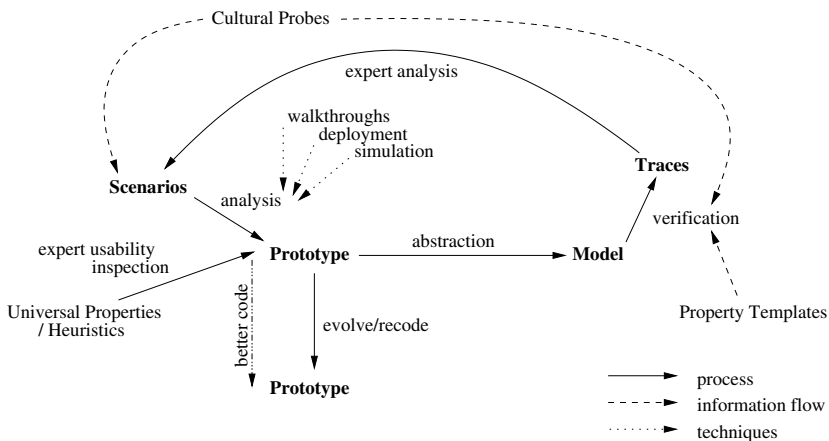 Cultural Probes
expert analysis
walkthroughs
deployment
simulation
Traces
Scenarios
analysis
verification
expert usability
inspection
Prototype
abstraction
Model
Universal Properties
/ Heuristics
better code
evolve/recode
Property Templates
Prototype
process
information flow
techniques